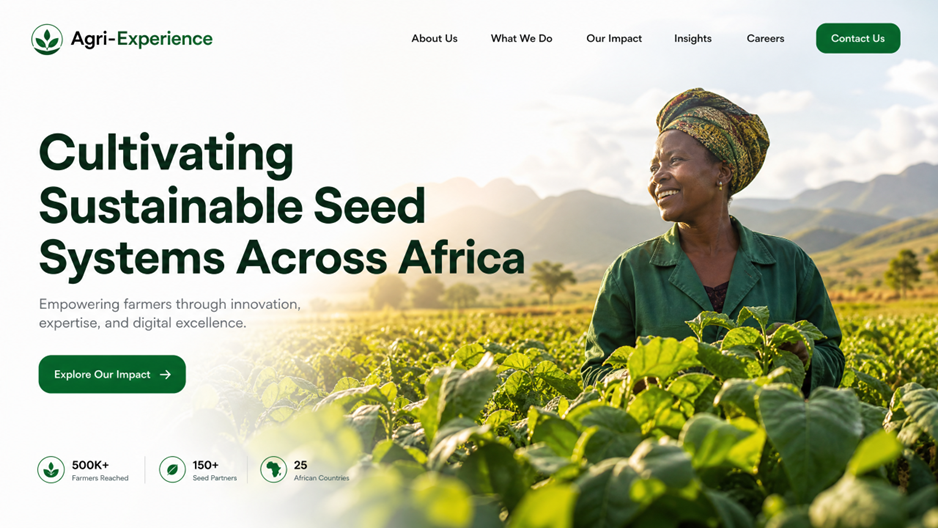 Agri-Experience
About Us
What We Do
Our Impact
Insights
Careers
Contact Us
Cultivating
Sustainable Seed
Systems Across Africa
Empowering farmers through innovation,
expertise, and digital excellence.
Explore Our Impact
500K+
Farmers Reached
150+
Seed Partners
25
African Countries